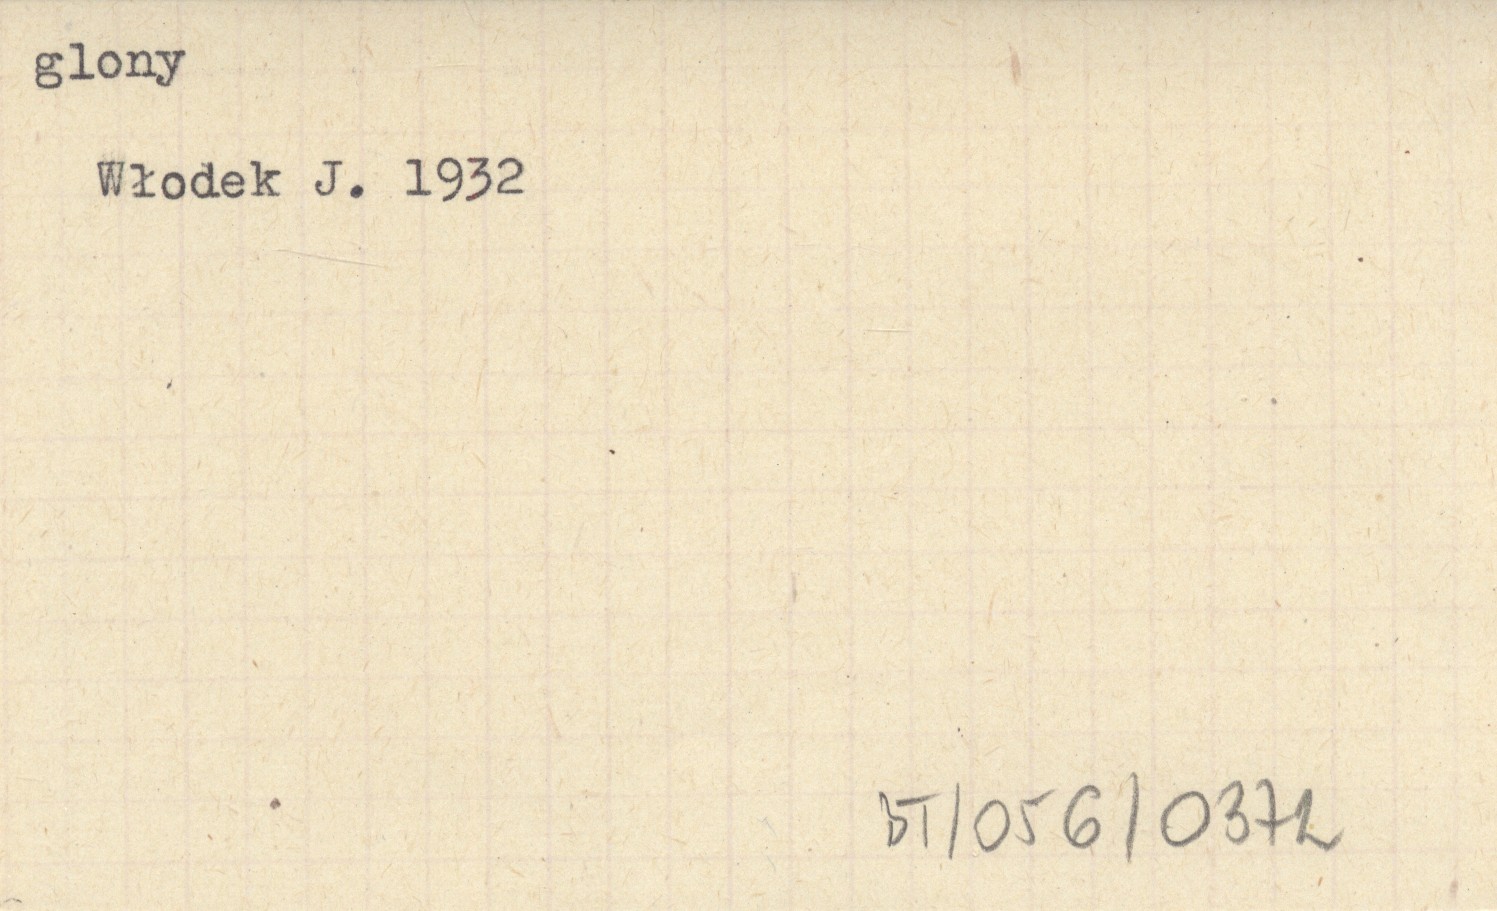 glony
Włodek J. 1932
BT/056/0372